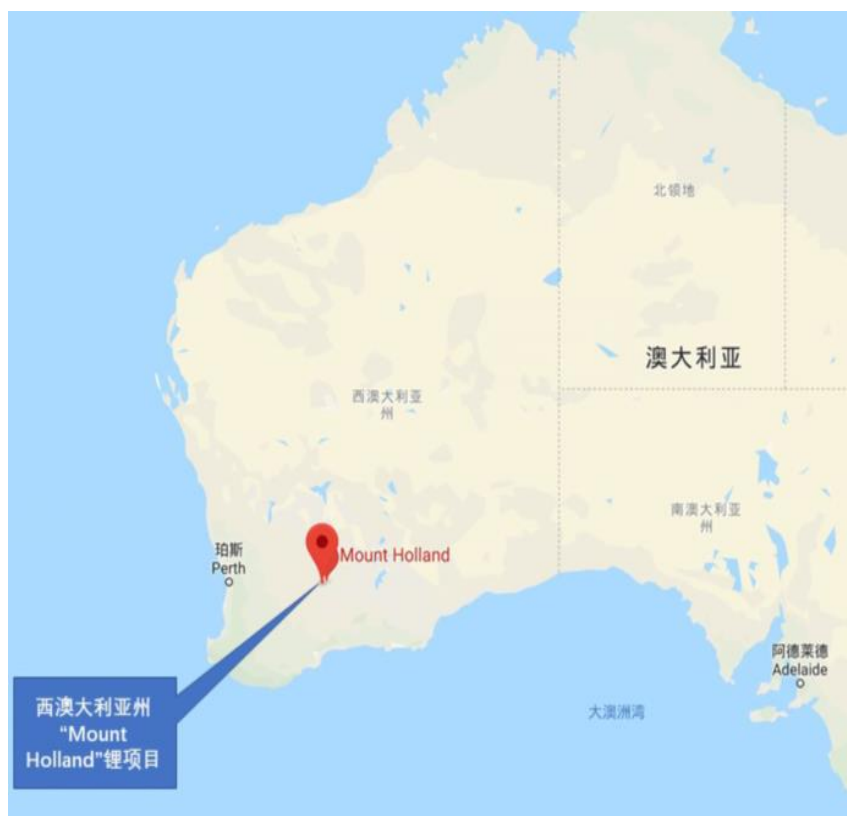 北领地
澳大利亚
西澳大利亚
州
南澳大利亚
州
珀斯
Perth
Mount Holland
阿德莱德
Adelaide
大澳洲湾
西澳大利亚州
“Mount
Holland”锂项目